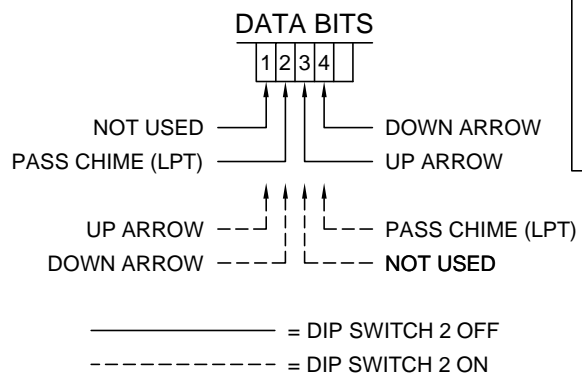 DATA BITS
1 2 3 4
NOT USED
DOWN ARROW
PASS CHIME (LPT)
UP ARROW
UP ARROW
PASS CHIME (LPT)
DOWN ARROW
NOT USED
= DIP SWITCH 2 OFF
= DIP SWITCH 2 ON